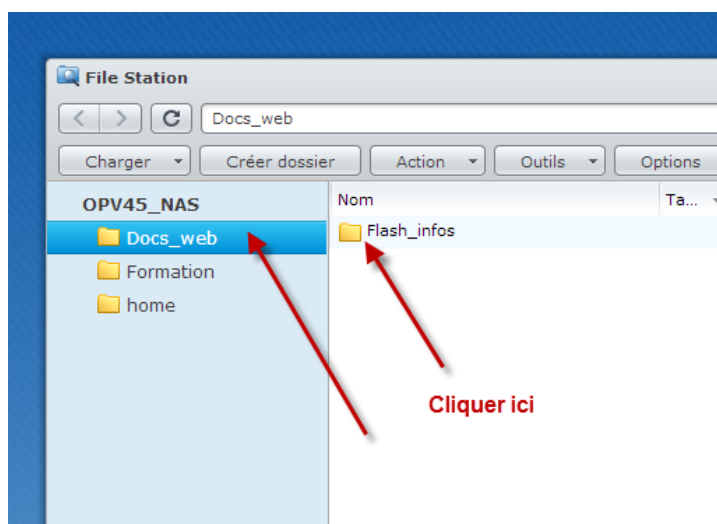 File Station
Docs_web
Charger Créer dossier Action Outils Options
OPV45_NAS
Docs_web
Formation
home
Nom Ta...
Flash_infos
Cliquer ici